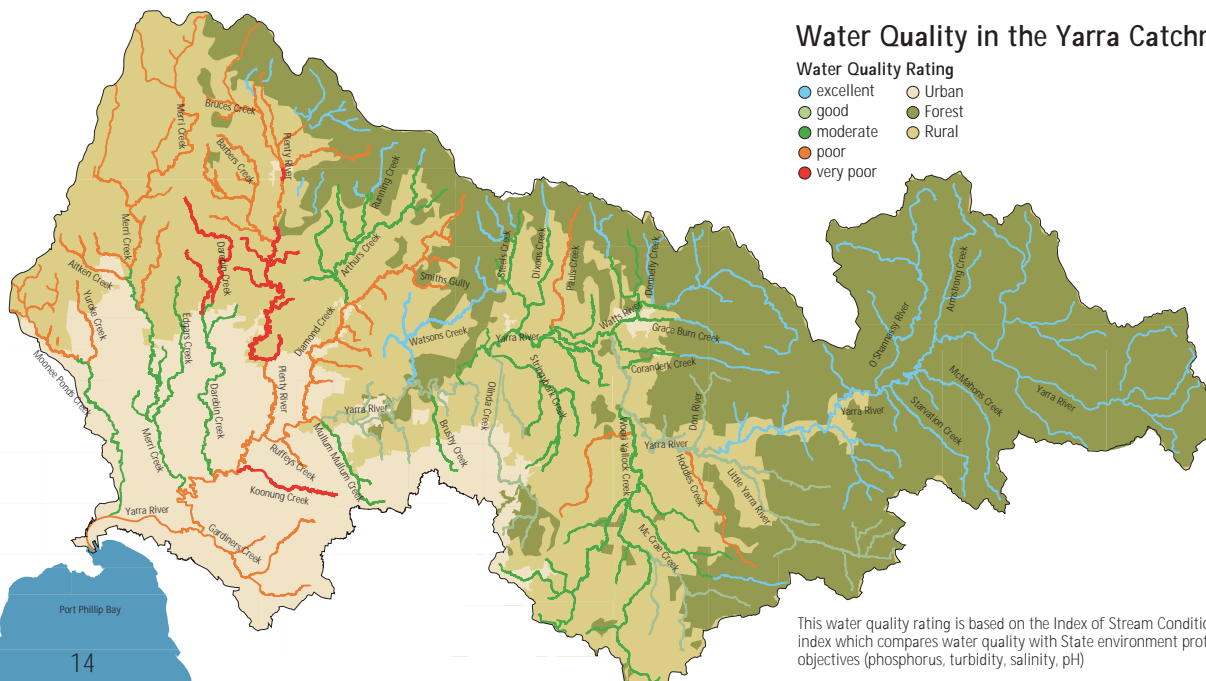 Water Quality in the Yarra Catchm
Water Quality Rating
excellent
good
moderate
poor
very poor
Urban
Forest
Rural
Bruces Creek
Merri Creek
Barbers Creek
Plenty River
Running Creek
Merri Creek
Aitken Creek
Darebin Creek
Arthurs Creek
Smiths Gully
Steels Creek
Dixons Creek
Pauls Creek
Donnelly Creek
Yuroke Creek
Edgars Creek
Diamond Creek
Watsons Creek
Yarra River
Watts River
Grace Burn Creek
O'Shannassy River
Armstrong Creek
Moonee Ponds Creek
Plenty River
Darebin Creek
Stringybark Creek
Coranderk Creek
Olinda Creek
Don River
McMahons Creek
Yarra River
Starvation Creek
Yarra River
Yarra River
Merri Creek
Ruffeys Creek
Mullum Mullum Creek
Brushy Creek
Woori Yallock Creek
Yarra River
Hoddles Creek
Little Yarra River
Koonung Creek
Yarra River
Gardiners Creek
Mc Crae Creek
Port Phillip Bay
14
This water quality rating is based on the Index of Stream Conditio
index which compares water quality with State environment prot
objectives (phosphorus, turbidity, salinity, pH)